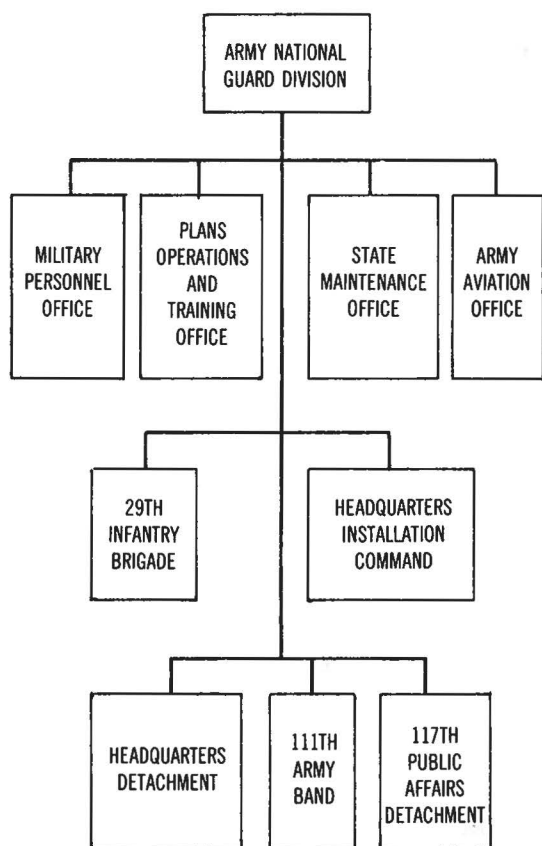 ARMY NATIONAL
GUARD DIVISION
MILITARY
PERSONNEL
OFFICE
PLANS
OPERATIONS
AND
TRAINING
OFFICE
STATE
MAINTENANCE
OFFICE
ARMY
AVIATION
OFFICE
29TH
INFANTRY
BRIGADE
HEADQUARTERS
INSTALLATION
COMMAND
HEADQUARTERS
DETACHMENT
111TH
ARMY
BAND
117TH
PUBLIC
AFFAIRS
DETACHMENT